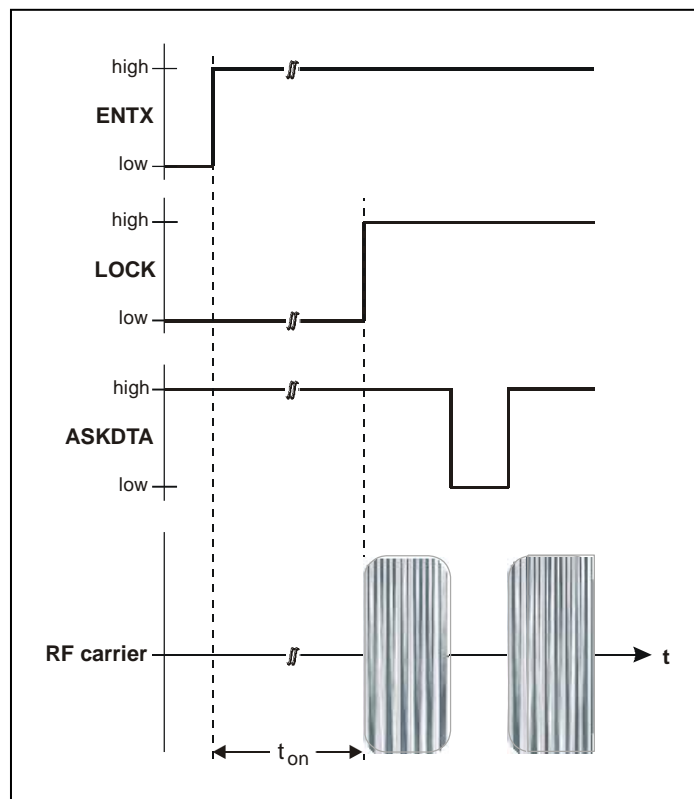 high
ENTX
low
high
LOCK
low
high
ASKDTA
low
RF carrier
t
t on